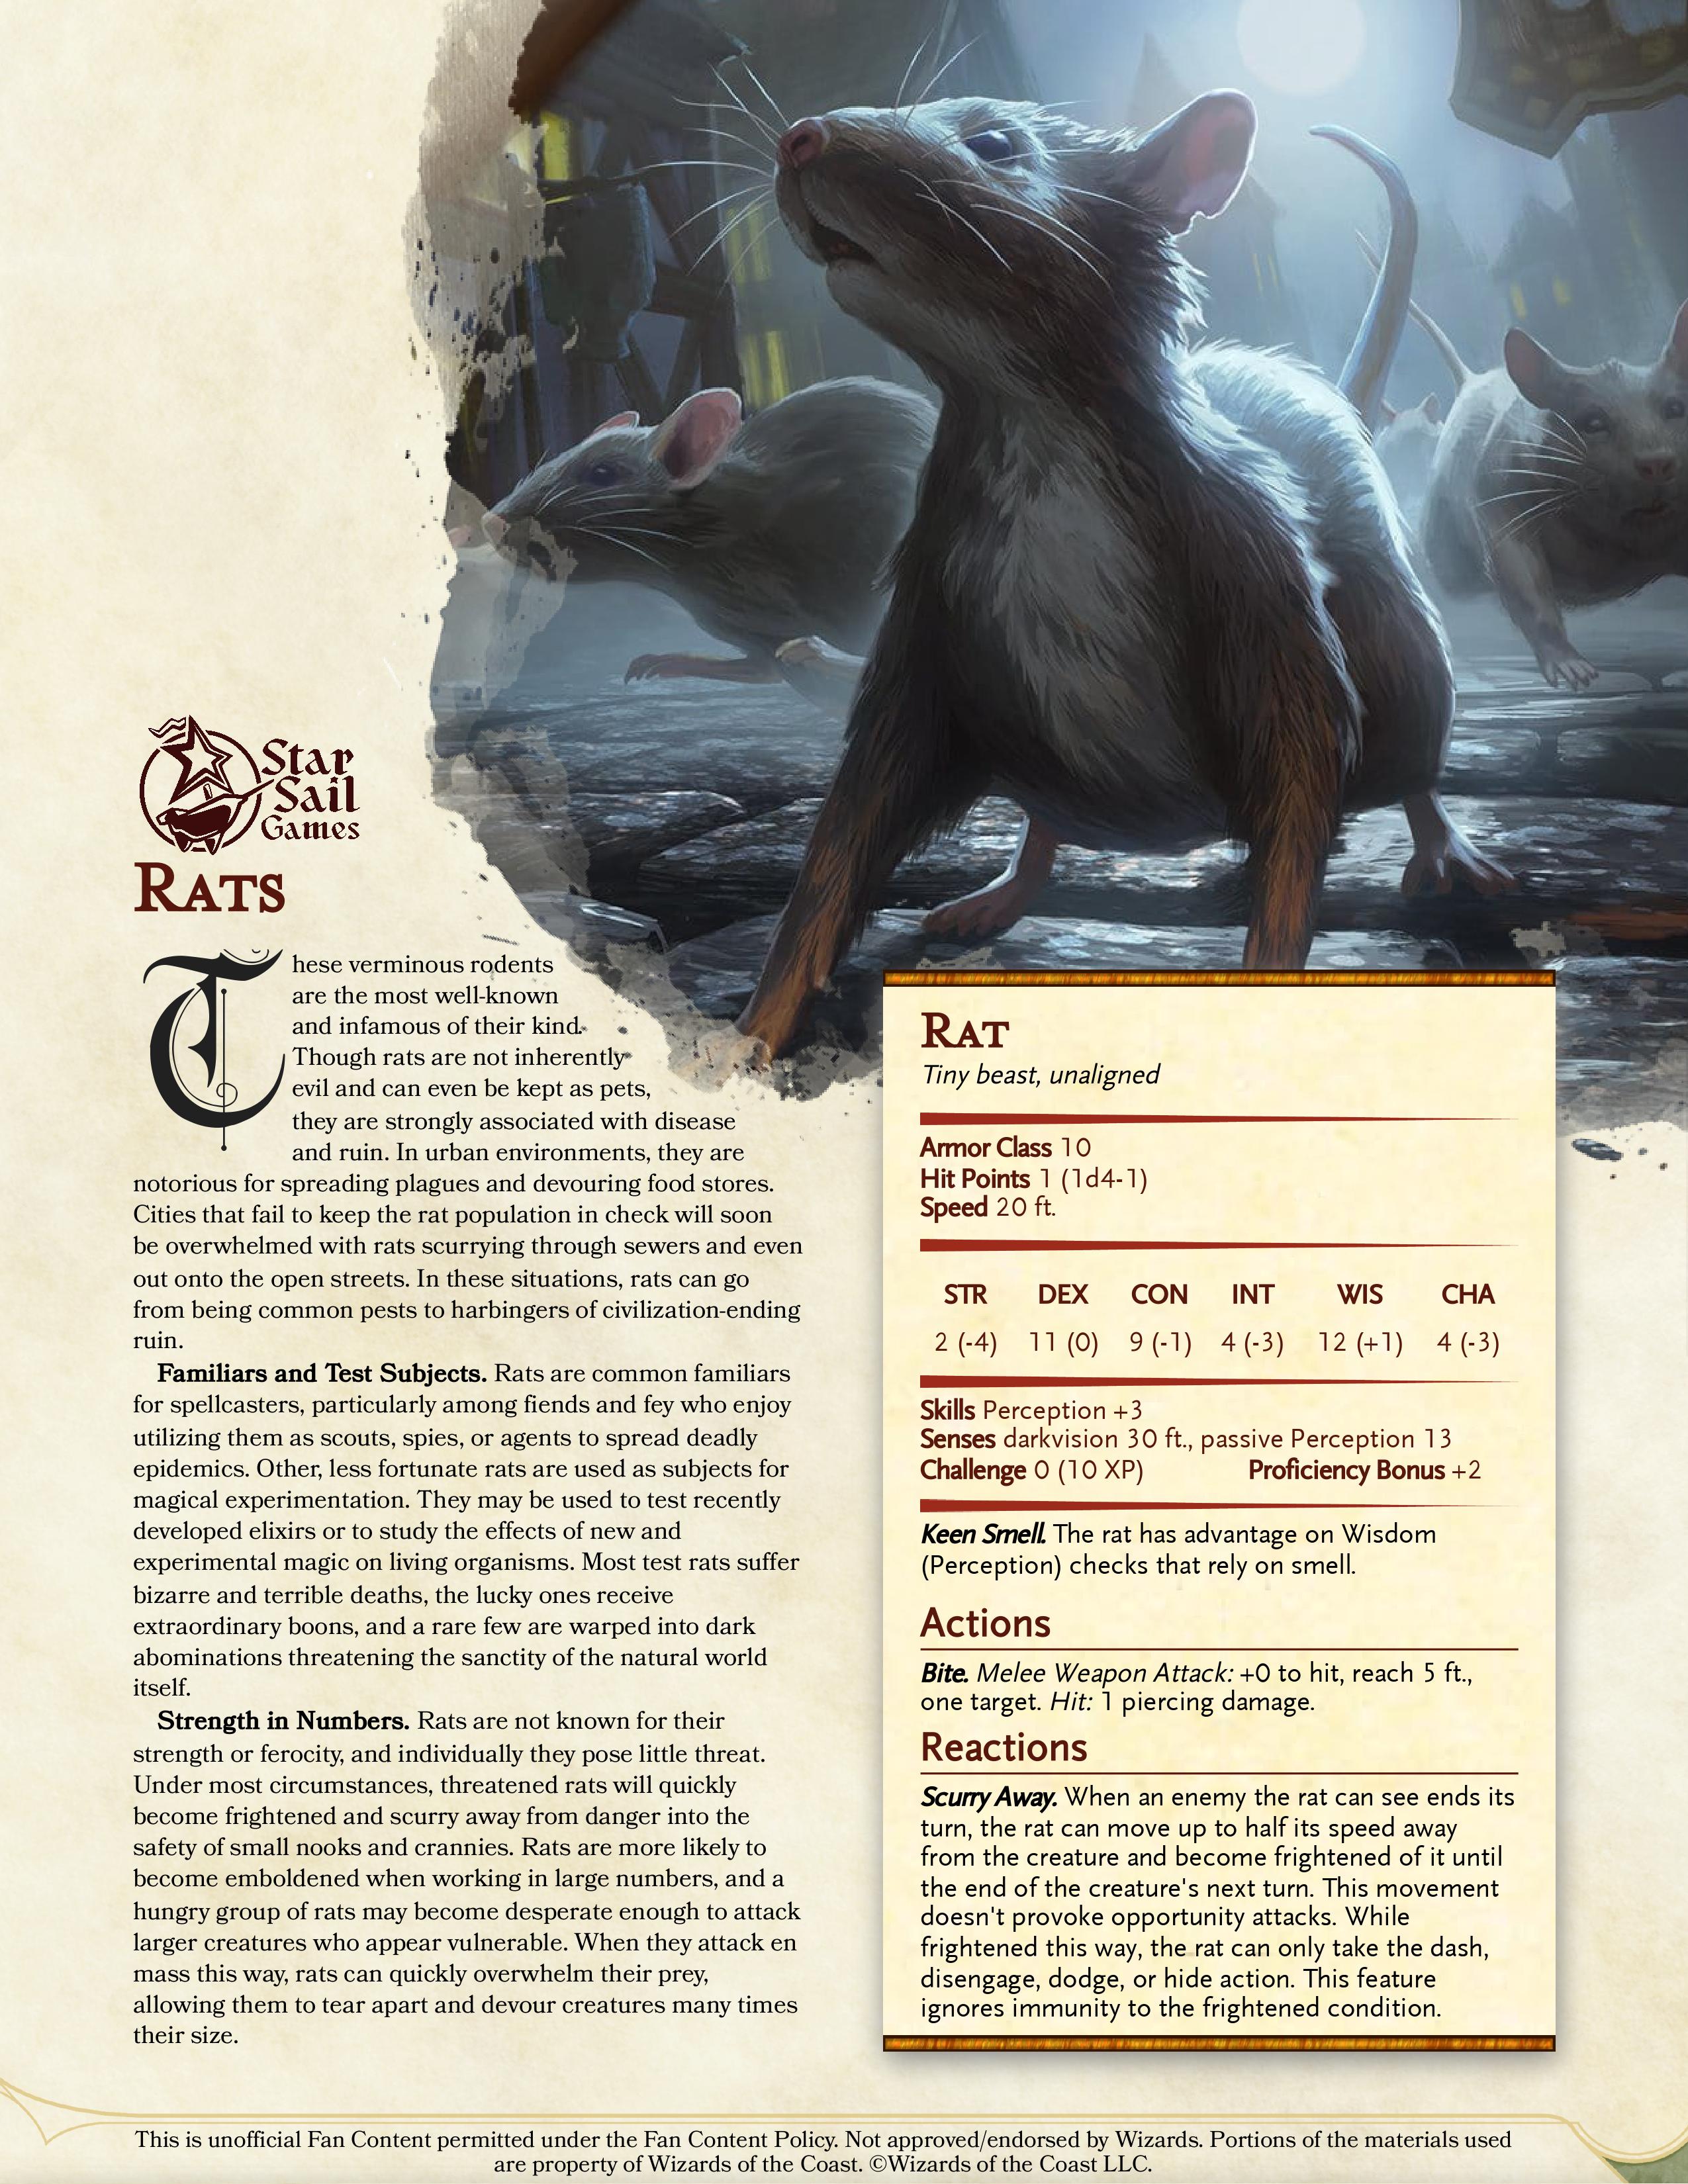 Star
Sail
Games
Rats
These verminous rodents
are the most well-known
and infamous of their kind.
Though rats are not inherently
evil and can even be kept as pets,
they are strongly associated with disease
and ruin. In urban environments, they are
notorious for spreading plagues and devouring food stores.
Cities that fail to keep the rat population in check will soon
be overwhelmed with rats scurrying through sewers and even
out onto the open streets. In these situations, rats can go
from being common pests to harbingers of civilization-ending
ruin.
Familiars and Test Subjects. Rats are common familiars
for spellcasters, particularly among fiends and fey who enjoy
utilizing them as scouts, spies, or agents to spread deadly
epidemics. Other, less fortunate rats are used as subjects for
magical experimentation. They may be used to test recently
developed elixirs or to study the effects of new and
experimental magic on living organisms. Most test rats suffer
bizarre and terrible deaths, the lucky ones receive
extraordinary boons, and a rare few are warped into dark
abominations threatening the sanctity of the natural world
itself.
Strength in Numbers. Rats are not known for their
strength or ferocity, and individually they pose little threat.
Under most circumstances, threatened rats will quickly
become frightened and scurry away from danger into the
safety of small nooks and crannies. Rats are more likely to
become emboldened when working in large numbers, and a
hungry group of rats may become desperate enough to attack
larger creatures who appear vulnerable. When they attack en
mass this way, rats can quickly overwhelm their prey,
allowing them to tear apart and devour creatures many times
their size.
Rat
Tiny beast, unaligned
Armor Class 10
Hit Points 1 (1d4-1)
Speed 20 ft.
STR DEX CON INT WIS CHA
2 (-4) 11 (0) 9 (-1) 4 (-3) 12 (+1) 4 (-3)
Skills Perception +3
Senses darkvision 30 ft., passive Perception 13
Challenge 0 (10 XP) Proficiency Bonus +2
Keen Smell. The rat has advantage on Wisdom
(Perception) checks that rely on smell.
Actions
Bite. Melee Weapon Attack: +0 to hit, reach 5 ft.,
one target. Hit: 1 piercing damage.
Reactions
Scurry Away. When an enemy the rat can see ends its
turn, the rat can move up to half its speed away
from the creature and become frightened of it until
the end of the creature's next turn. This movement
doesn't provoke opportunity attacks. While
frightened this way, the rat can only take the dash,
disengage, dodge, or hide action. This feature
ignores immunity to the frightened condition.
This is unofficial Fan Content permitted under the Fan Content Policy. Not approved/endorsed by Wizards. Portions of the materials used
are property of Wizards of the Coast. ©Wizards of the Coast LLC.